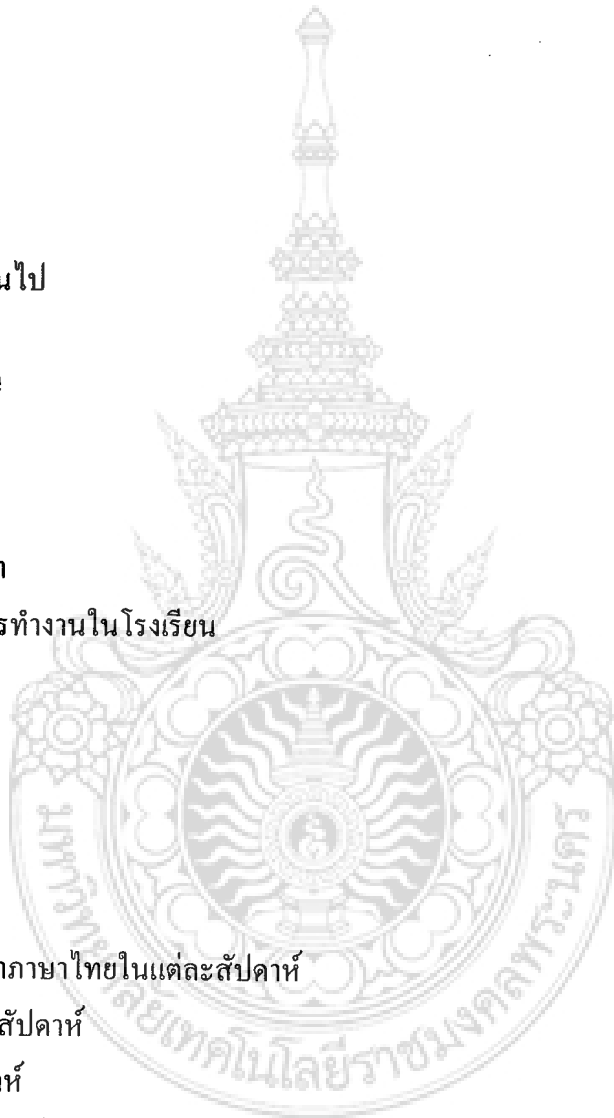 นไป
รทำงานในโรงเรียน
าภาษาไทยในแต่ละสัปดาห์
สัปดาห์
มหาวิทยาลัยเทคโนโลยีราชมงคลพระนคร